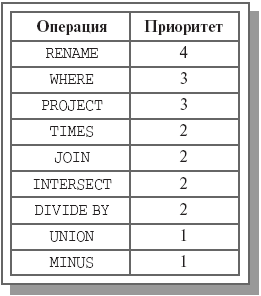 Операция Приоритет
RENAME 4
WHERE 3
PROJECT 3
TIMES 2
JOIN 2
INTERSECT 2
DIVIDE BY 2
UNION 1
MINUS 1